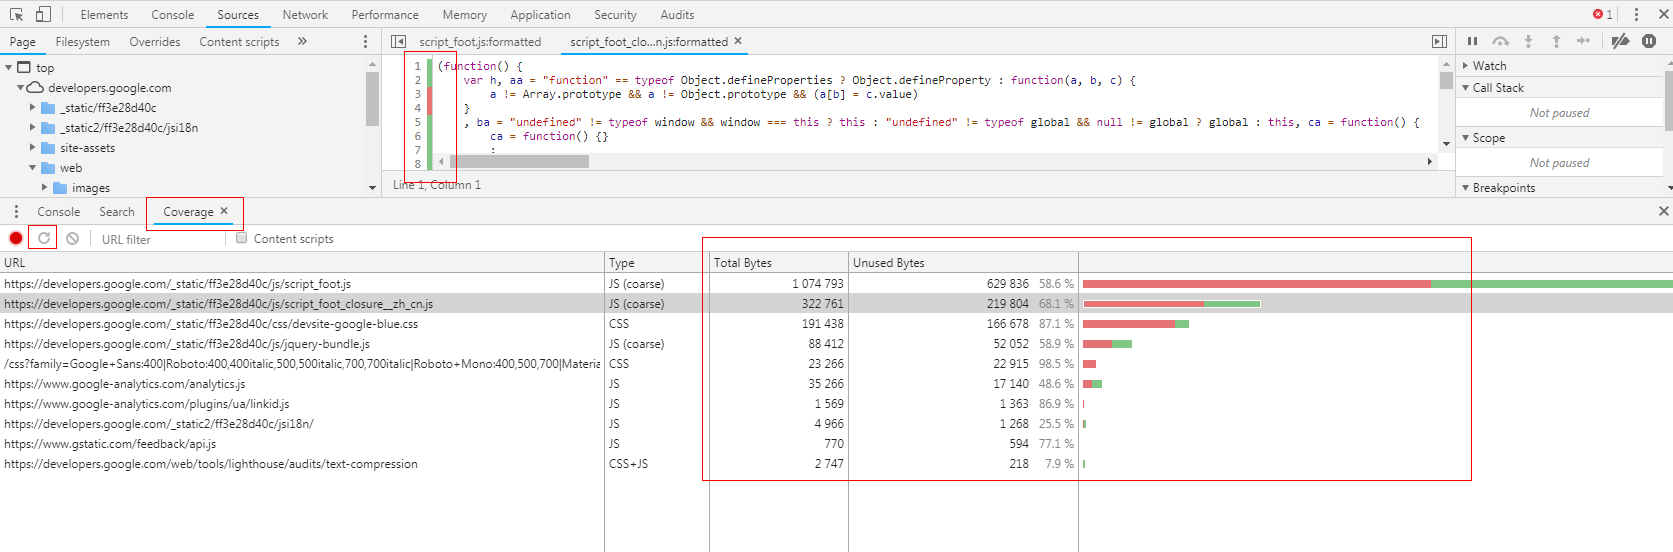 Elements Console Sources Network Performance Memory Application Security Audits 1
Page Filesystem Overrides Content scripts » script_foot.js:formatted script_foot_clo...n.js:formatted ×
top
developers.google.com
_static/ff3e28d40c
_static2/ff3e28d40c/jsi18n
site-assets
web
images
1 (function() {
2 var h, aa = "function" == typeof Object.defineProperties ? Object.defineProperty : function(a, b, c) {
3 a != Array.prototype && a != Object.prototype && (a[b] = c.value)
4 }
5 , ba = "undefined" != typeof window && window === this ? this : "undefined" != typeof global && null != global ? global : this, ca = function() {
6 ca = function() {}
7 ;
8
Line 1, Column 1
Watch
Call Stack
Not paused
Scope
Not paused
Breakpoints
Console Search Coverage ×
URL filter Content scripts
URL Type Total Bytes Unused Bytes
https://developers.google.com/_static/ff3e28d40c/js/script_foot.js JS (coarse) 1 074 793 629 836 58.6 %
https://developers.google.com/_static/ff3e28d40c/js/script_foot_closure__zh_cn.js JS (coarse) 322 761 219 804 68.1 %
https://developers.google.com/_static/ff3e28d40c/css/devsite-google-blue.css CSS 191 438 166 678 87.1 %
https://developers.google.com/_static/ff3e28d40c/js/jquery-bundle.js JS (coarse) 88 412 52 052 58.9 %
/css?family=Google+Sans:400|Roboto:400,400italic,500,500italic,700,700italic|Roboto+Mono:400,500,700|Materia CSS 23 266 22 915 98.5 %
https://www.google-analytics.com/analytics.js JS 35 266 17 140 48.6 %
https://www.google-analytics.com/plugins/ua/linkid.js JS 1 569 1 363 86.9 %
https://developers.google.com/_static2/ff3e28d40c/jsi18n/ JS 4 966 1 268 25.5 %
https://www.gstatic.com/feedback/api.js JS 770 594 77.1 %
https://developers.google.com/web/tools/lighthouse/audits/text-compression CSS+JS 2 747 218 7.9 %